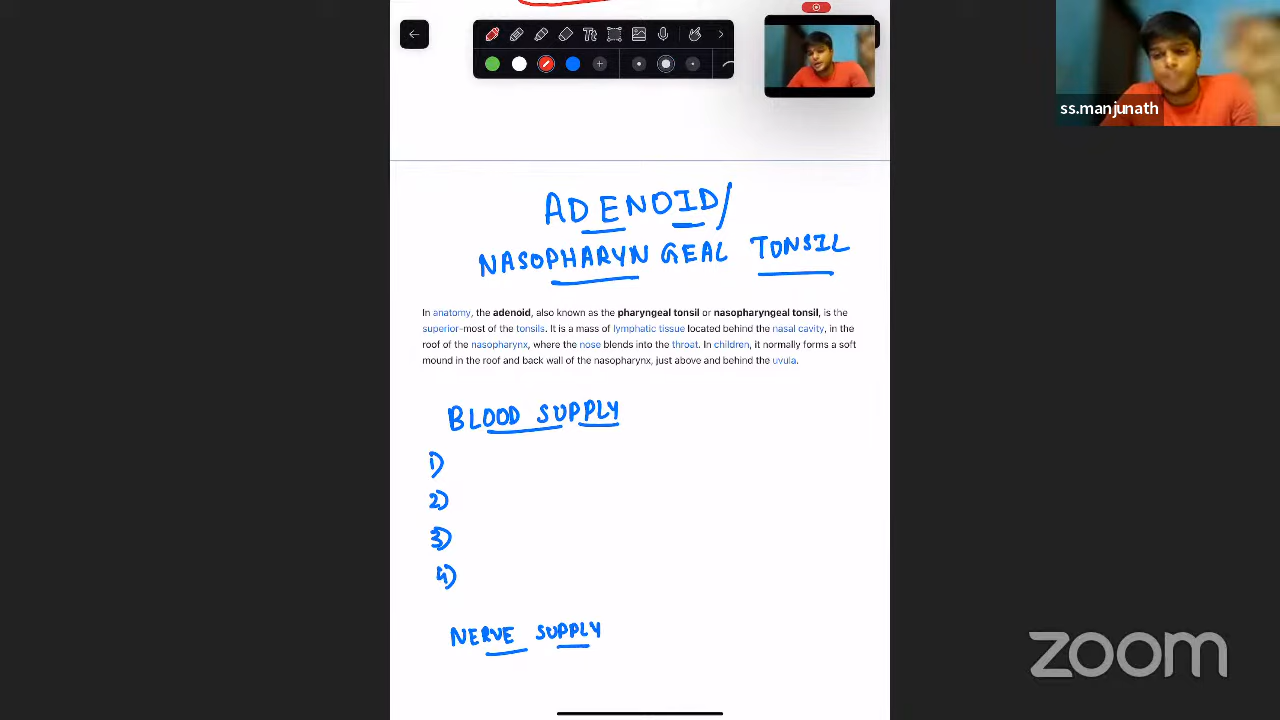 Tt
ss.manjunath
ADENOID/
NASOPHARYNGEAL TONSIL
In anatomy, the adenoid, also known as the pharyngeal tonsil or nasopharyngeal tonsil, is the
superior-most of the tonsils. It is a mass of lymphatic tissue located behind the nasal cavity, in the
roof of the nasopharynx, where the nose blends into the throat. In children, it normally forms a soft
mound in the roof and back wall of the nasopharynx, just above and behind the uvula.
BLOOD SUPPLY
1)
2)
3)
4)
NERVE SUPPLY
zoom